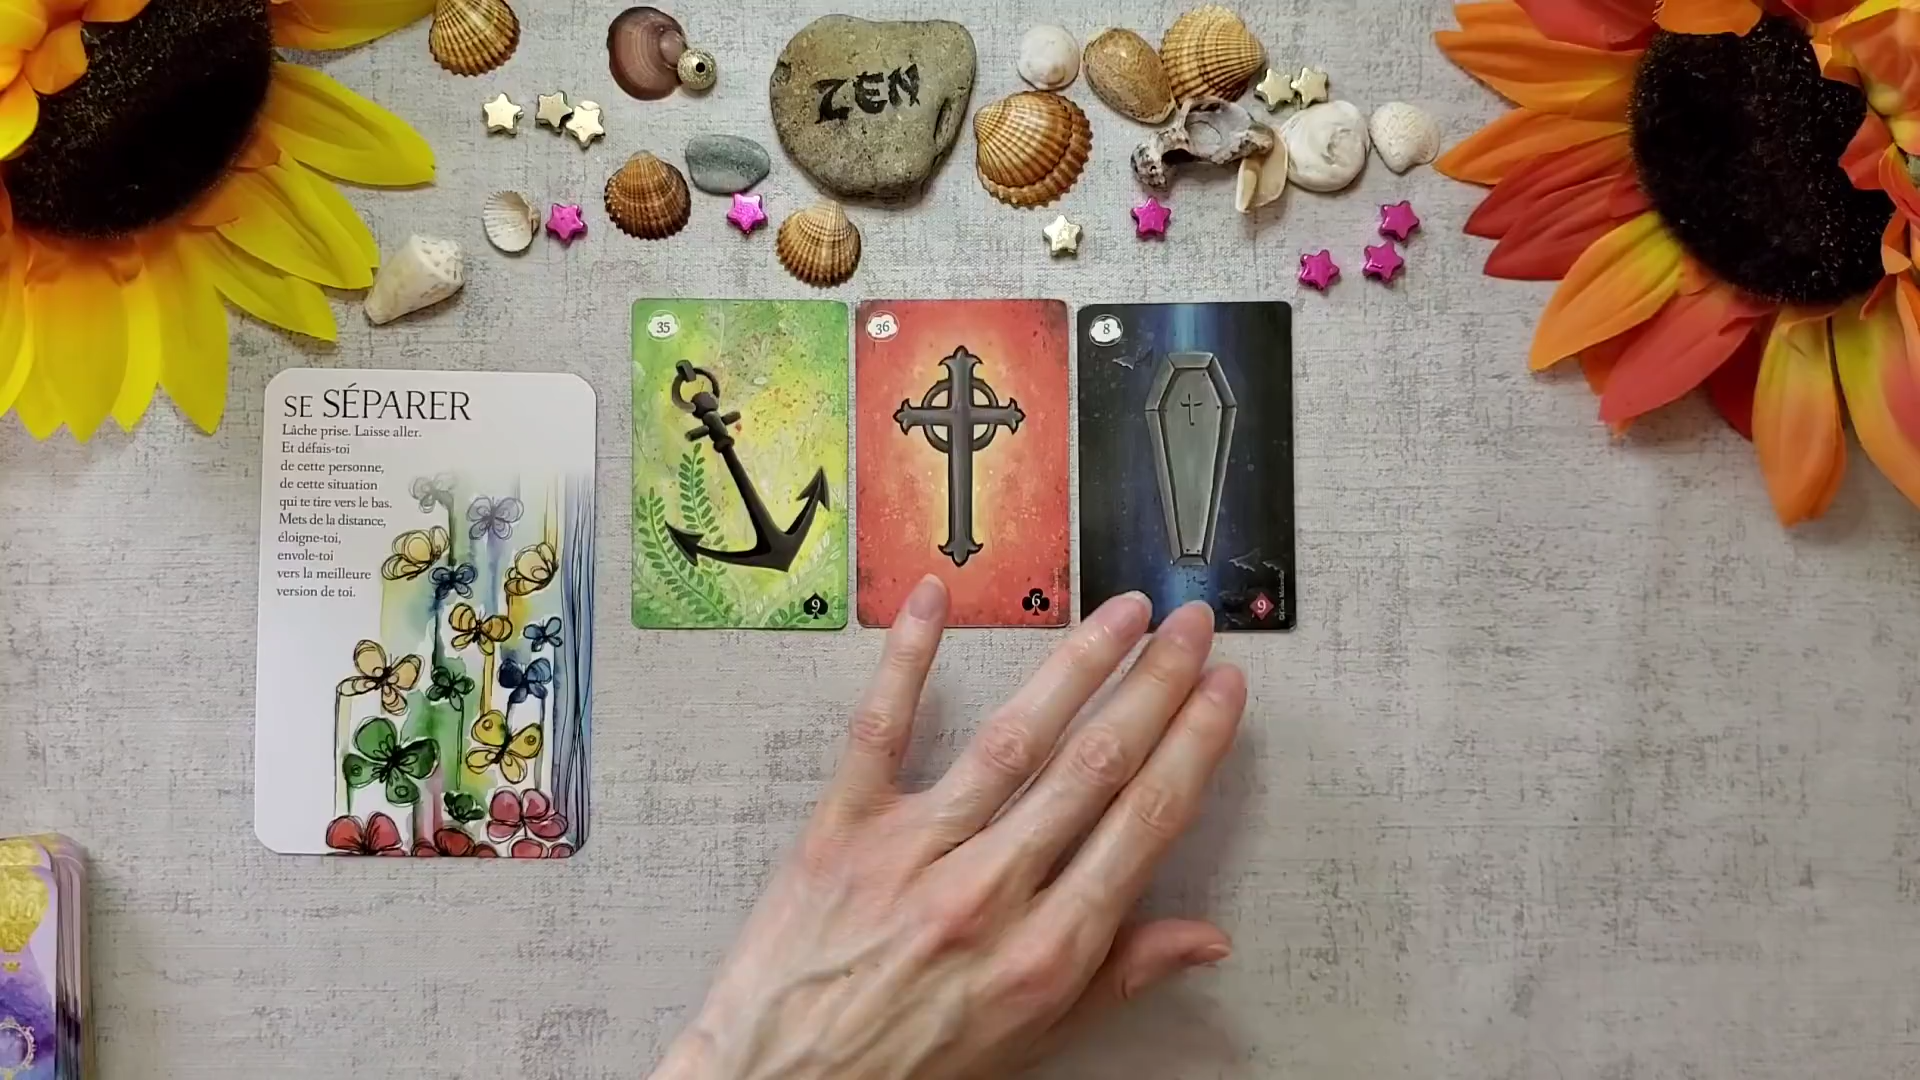 ZEN
SE SÉPARER
Lâche prise. Laisse aller.
Et défais-toi
de cette personne,
de cette situation
qui te tire vers le bas.
Mets de la distance,
éloigne-toi,
envole-toi
vers la meilleure
version de toi.
35
9
36
6
8
9